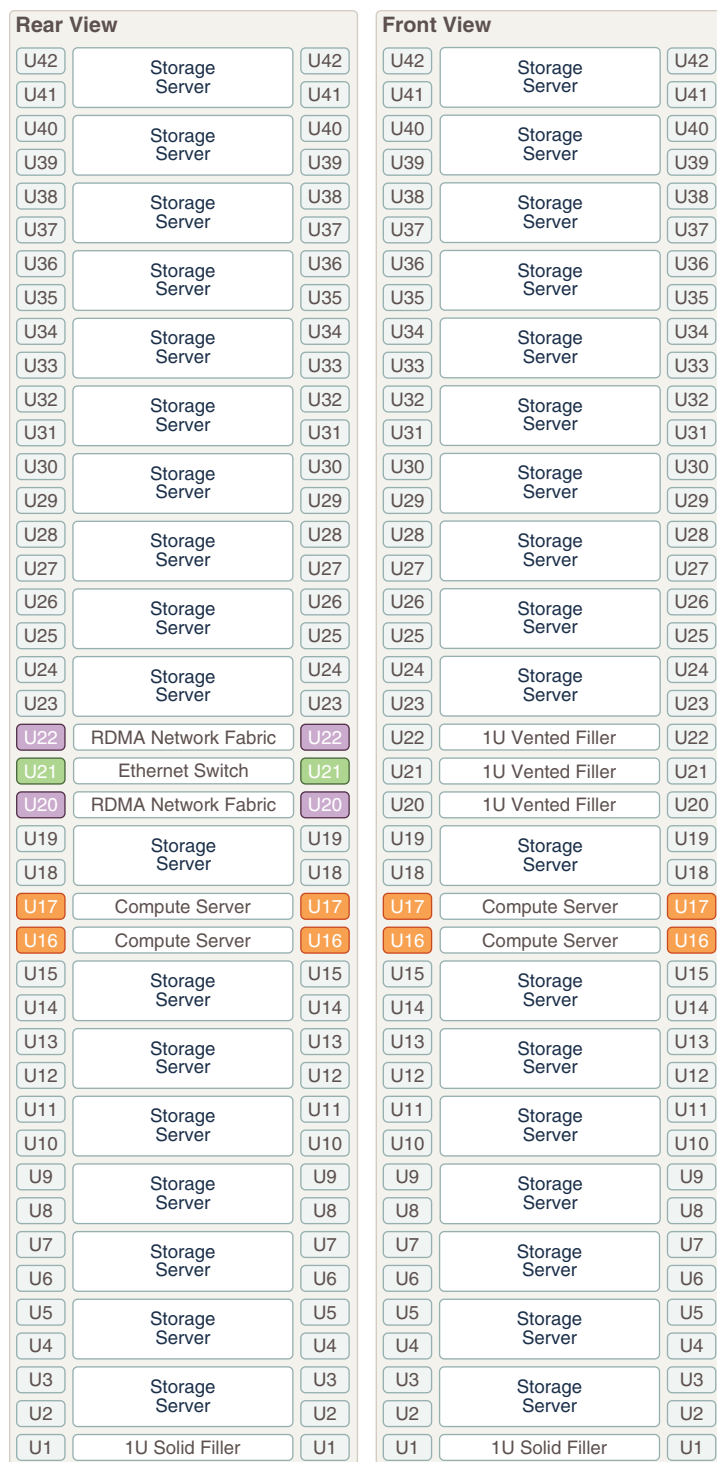 Rear View
U42 Storage Server U42
U41 U41
U40 Storage Server U40
U39 U39
U38 Storage Server U38
U37 U37
U36 Storage Server U36
U35 U35
U34 Storage Server U34
U33 U33
U32 Storage Server U32
U31 U31
U30 Storage Server U30
U29 U29
U28 Storage Server U28
U27 U27
U26 Storage Server U26
U25 U25
U24 Storage Server U24
U23 U23
U22 RDMA Network Fabric U22
U21 Ethernet Switch U21
U20 RDMA Network Fabric U20
U19 Storage Server U19
U18 U18
U17 Compute Server U17
U16 Compute Server U16
U15 Storage Server U15
U14 U14
U13 Storage Server U13
U12 U12
U11 Storage Server U11
U10 U10
U9 Storage Server U9
U8 U8
U7 Storage Server U7
U6 U6
U5 Storage Server U5
U4 U4
U3 Storage Server U3
U2 U2
U1 1U Solid Filler U1
Front View
U42 Storage Server U42
U41 U41
U40 Storage Server U40
U39 U39
U38 Storage Server U38
U37 U37
U36 Storage Server U36
U35 U35
U34 Storage Server U34
U33 U33
U32 Storage Server U32
U31 U31
U30 Storage Server U30
U29 U29
U28 Storage Server U28
U27 U27
U26 Storage Server U26
U25 U25
U24 Storage Server U24
U23 U23
U22 1U Vented Filler U22
U21 1U Vented Filler U21
U20 1U Vented Filler U20
U19 Storage Server U19
U18 U18
U17 Compute Server U17
U16 Compute Server U16
U15 Storage Server U15
U14 U14
U13 Storage Server U13
U12 U12
U11 Storage Server U11
U10 U10
U9 Storage Server U9
U8 U8
U7 Storage Server U7
U6 U6
U5 Storage Server U5
U4 U4
U3 Storage Server U3
U2 U2
U1 1U Solid Filler U1